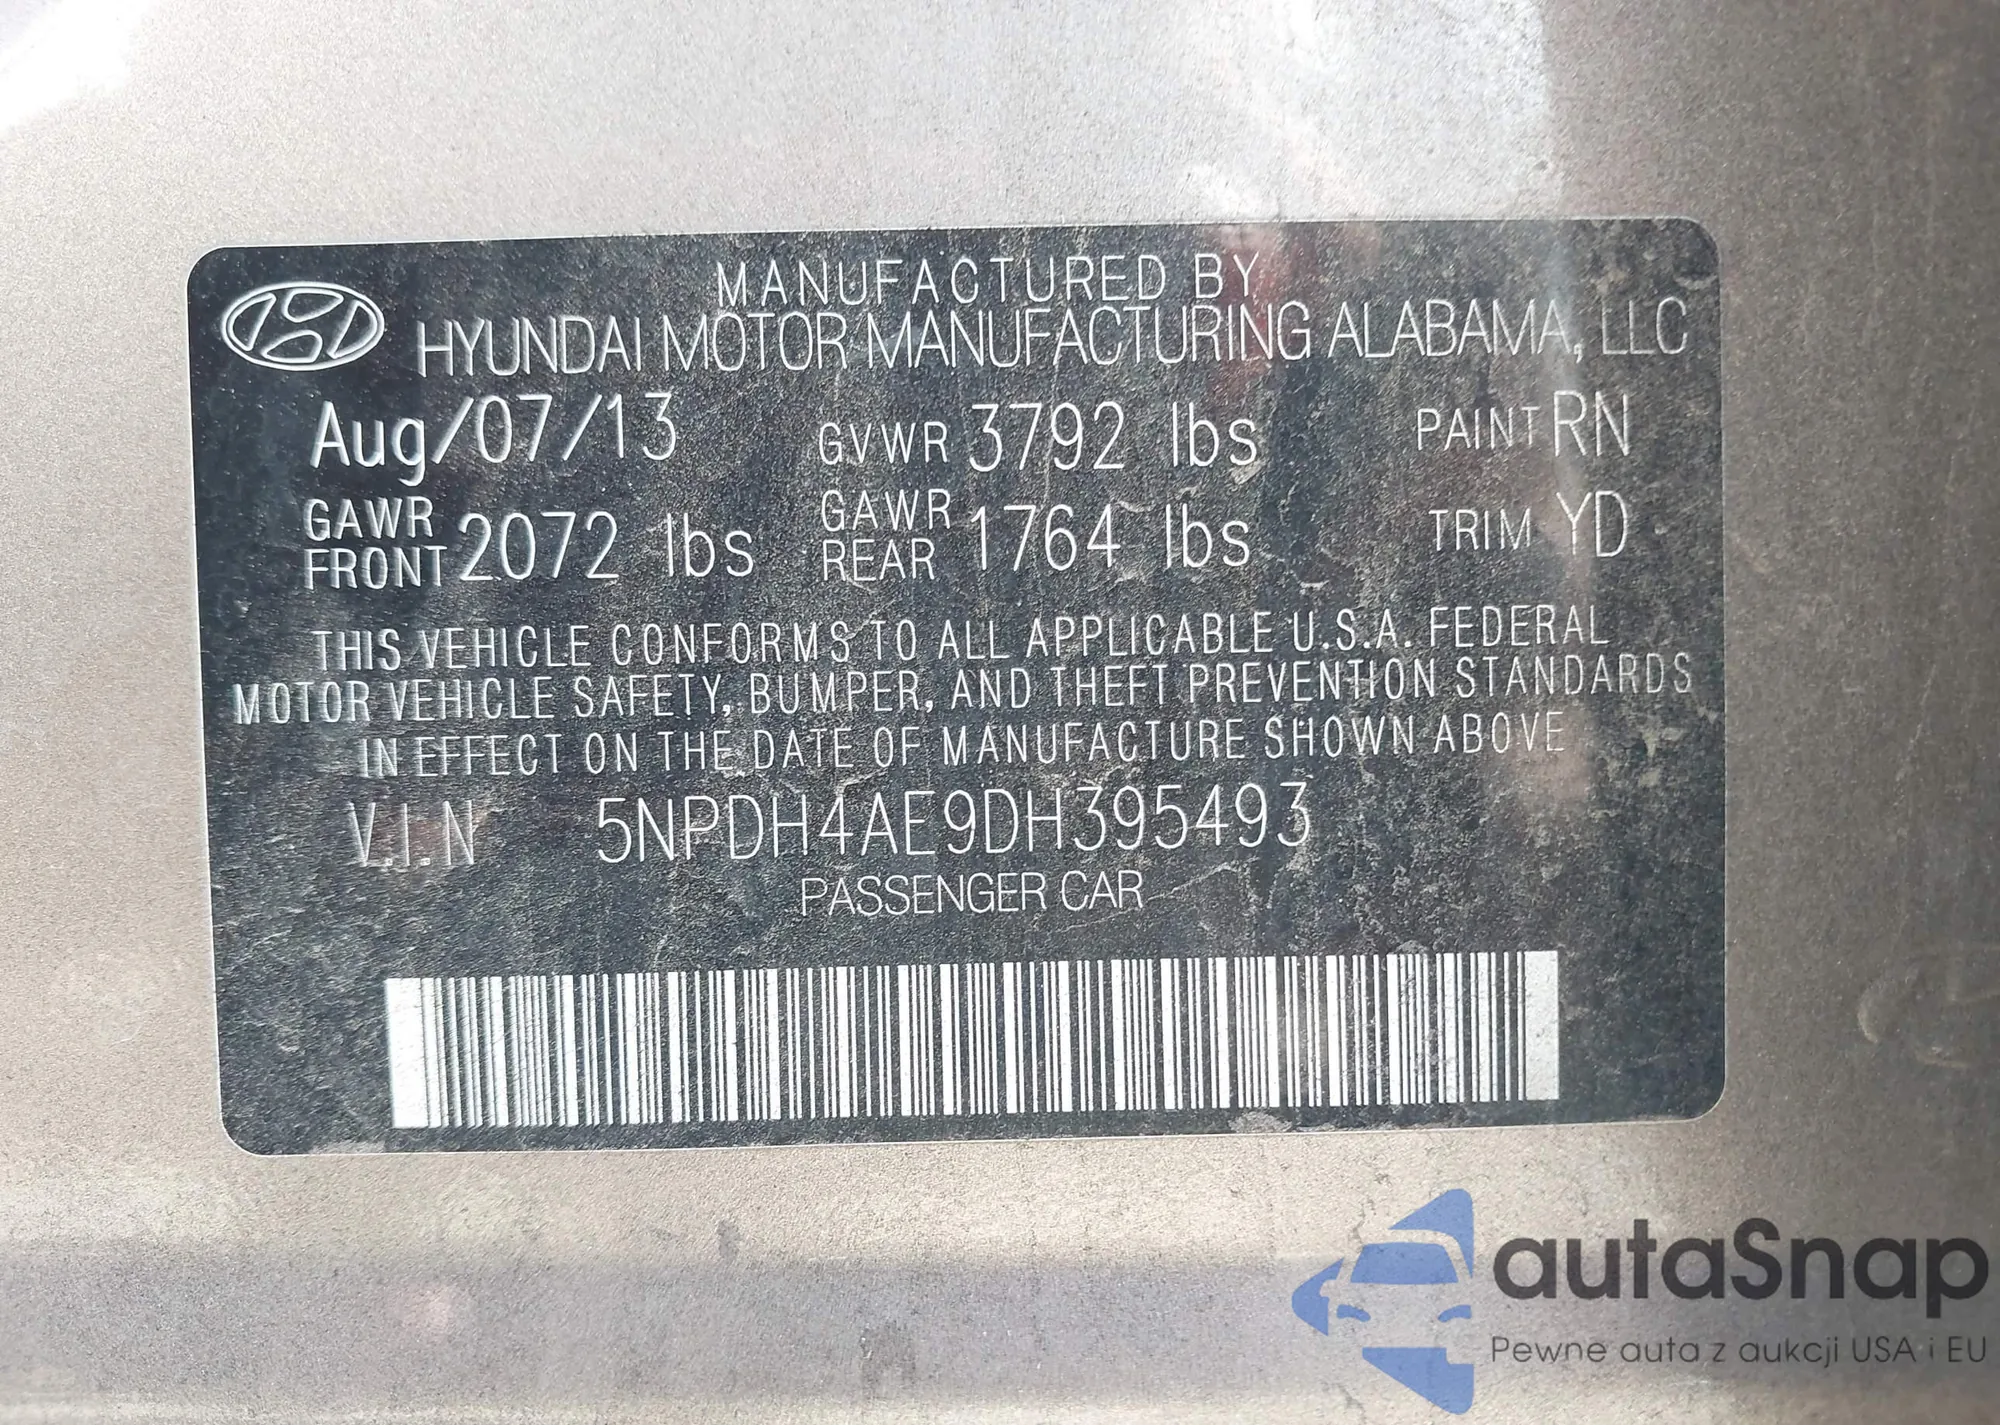 MANUFACTURED BY
HYUNDAI MOTOR MANUFACTURING ALABAMA, LLC
Aug/07/13 GVWR 3792 lbs PAINT RN
GAWR FRONT 2072 lbs GAWR REAR 1764 lbs TRIM YD
THIS VEHICLE CONFORMS TO ALL APPLICABLE U.S.A. FEDERAL
MOTOR VEHICLE SAFETY, BUMPER, AND THEFT PREVENTION STANDARDS
IN EFFECT ON THE DATE OF MANUFACTURE SHOWN ABOVE
V.I.N 5NPDH4AE9DH395493
PASSENGER CAR
autaSnap
Pewne auta z aukcji USA i EU